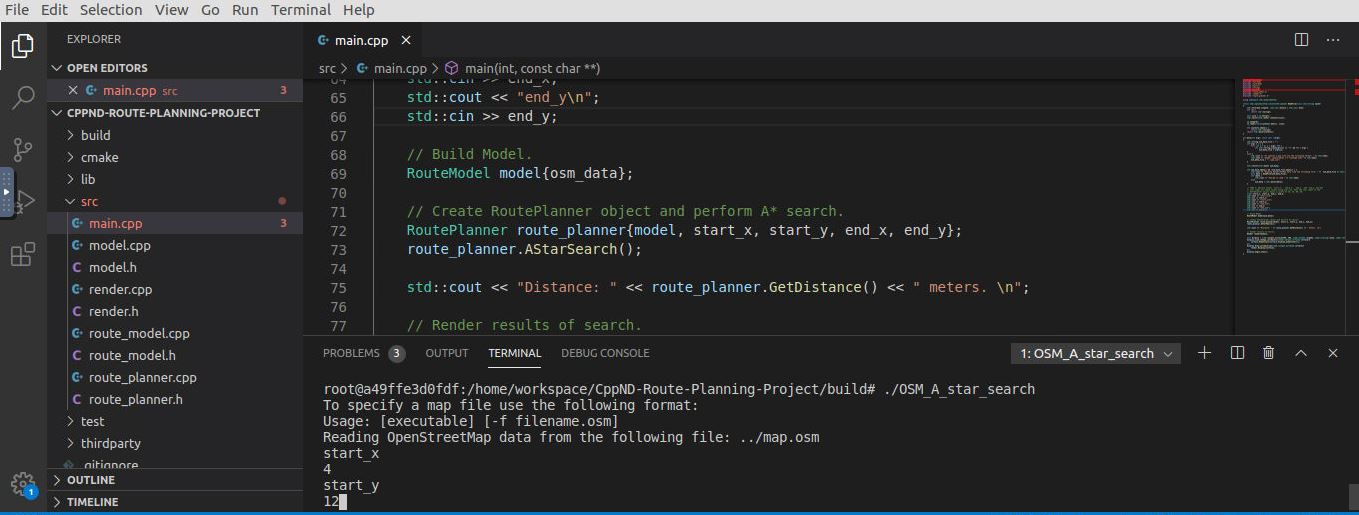 File Edit Selection View Go Run Terminal Help
EXPLORER
OPEN EDITORS
main.cpp src 3
CPPND-ROUTE-PLANNING-PROJECT
build
cmake
lib
src
main.cpp 3
model.cpp
model.h
render.cpp
render.h
route_model.cpp
route_model.h
route_planner.cpp
route_planner.h
test
thirdparty
.gitignore
OUTLINE
TIMELINE
1
main.cpp
src > main.cpp > main(int, const char **)
64 std::cin >> end_x;
65 std::cout << "end_y\n";
66 std::cin >> end_y;
67
68 // Build Model.
69 RouteModel model{osm_data};
70
71 // Create RoutePlanner object and perform A* search.
72 RoutePlanner route_planner{model, start_x, start_y, end_x, end_y};
73 route_planner.AStarSearch();
74
75 std::cout << "Distance: " << route_planner.GetDistance() << " meters. \n";
76
77 // Render results of search.
PROBLEMS 3 OUTPUT TERMINAL DEBUG CONSOLE 1: OSM_A_star_search
root@a49ffe3d0fdf:/home/workspace/CppND-Route-Planning-Project/build# ./OSM_A_star_search
To specify a map file use the following format:
Usage: [executable] [-f filename.osm]
Reading OpenStreetMap data from the following file: ../map.osm
start_x
4
start_y
12